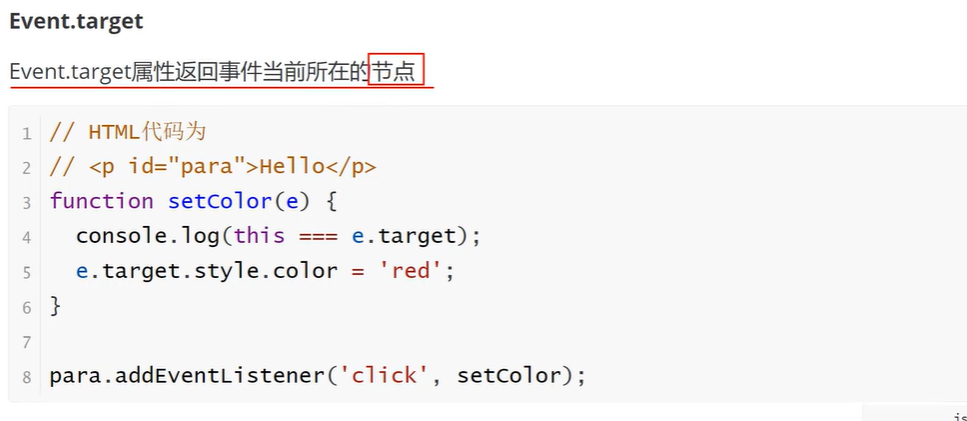 Event.target
Event.target属性返回事件当前所在的节点
1 // HTML代码为
2 // <p id="para">Hello</p>
3 function setColor(e) {
4   console.log(this === e.target);
5   e.target.style.color = 'red';
6 }
7
8 para.addEventListener('click', setColor);
js